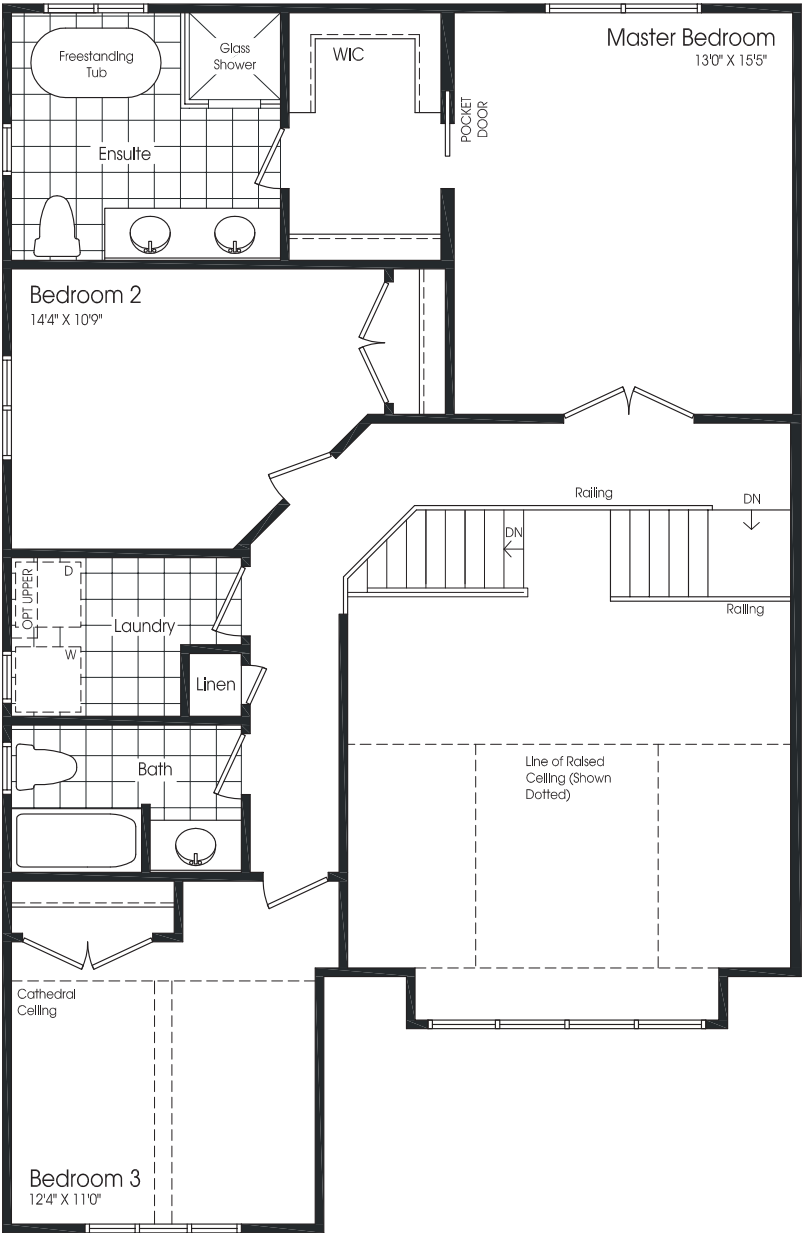 Freestanding
Tub
Glass
Shower
WIC
Master Bedroom
13'0" X 15'5"
POCKET
DOOR
Ensuite
Bedroom 2
14'4" X 10'9"
Railing
DN
DN
Railing
OPT UPPER
D
Laundry
W
Linen
Bath
Line of Raised
Ceiling (Shown
Dotted)
Cathedral
Ceiling
Bedroom 3
12'4" X 11'0"